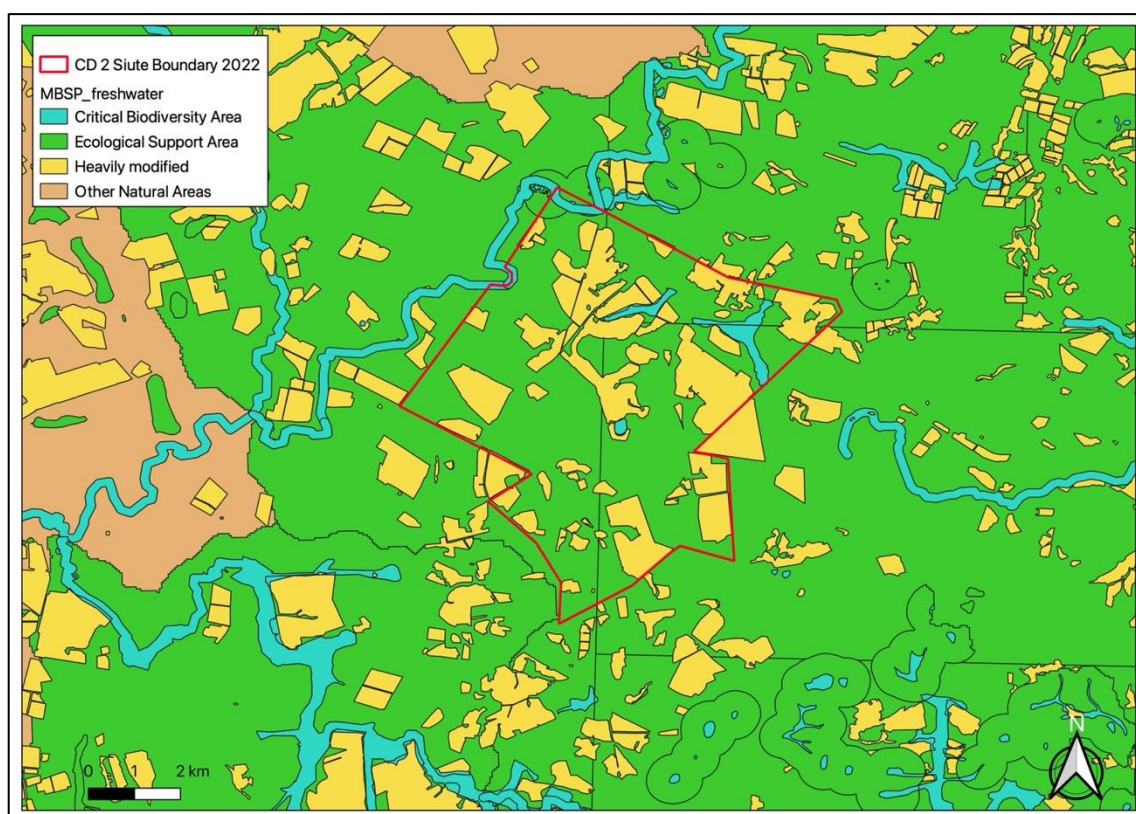 CD 2 Siute Boundary 2022
MBSP_freshwater
Critical Biodiversity Area
Ecological Support Area
Heavily modified
Other Natural Areas
N
0 1 2 km